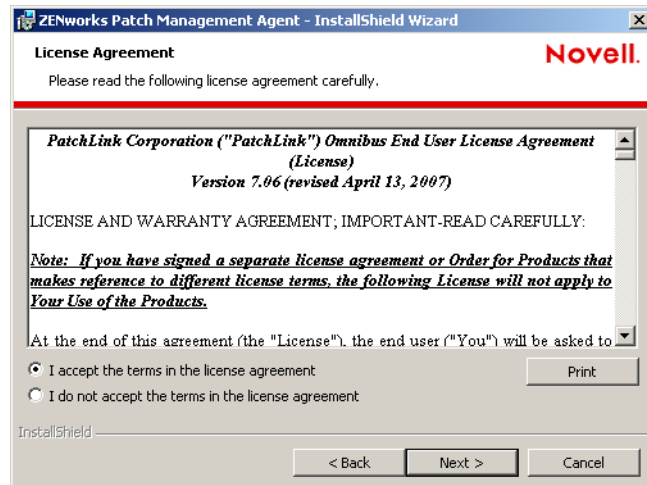 ZENworks Patch Management Agent - InstallShield Wizard
License Agreement
Novell.
Please read the following license agreement carefully.
PatchLink Corporation ("PatchLink") Omnibus End User License Agreement
(License)
Version 7.06 (revised April 13, 2007)
LICENSE AND WARRANTY AGREEMENT; IMPORTANT-READ CAREFULLY:
Note: If you have signed a separate license agreement or Order for Products that
makes reference to different license terms, the following License will not apply to
Your Use of the Products.
At the end of this agreement (the "License"), the end user ("You") will be asked to
I accept the terms in the license agreement
Print
I do not accept the terms in the license agreement
InstallShield
< Back
Next >
Cancel